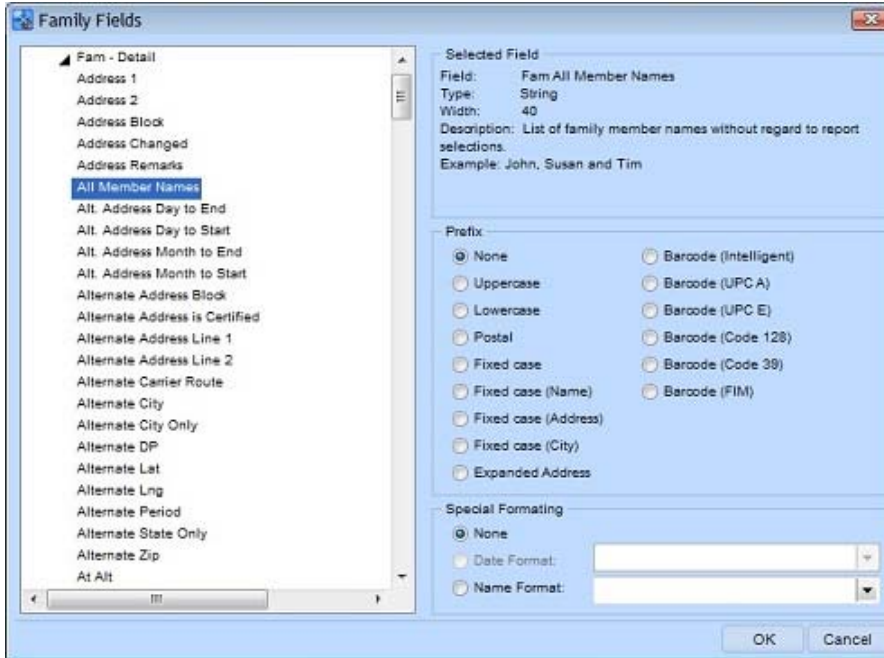 Family Fields
Fam - Detail
Address 1
Address 2
Address Block
Address Changed
Address Remarks
All Member Names
Alt. Address Day to End
Alt. Address Day to Start
Alt. Address Month to End
Alt. Address Month to Start
Alternate Address Block
Alternate Address is Certified
Alternate Address Line 1
Alternate Address Line 2
Alternate Carrier Route
Alternate City
Alternate City Only
Alternate DP
Alternate Lat
Alternate Lng
Alternate Period
Alternate State Only
Alternate Zip
At Alt
Selected Field
Field: Fam All Member Names
Type: String
Width: 40
Description: List of family member names without regard to report
selections.
Example: John, Susan and Tim
Prefix
None
Uppercase
Lowercase
Postal
Fixed case
Fixed case (Name)
Fixed case (Address)
Fixed case (City)
Expanded Address
Barcode (Intelligent)
Barcode (UPC A)
Barcode (UPC E)
Barcode (Code 128)
Barcode (Code 39)
Barcode (FIM)
Special Formating
None
Date Format:
Name Format:
OK Cancel